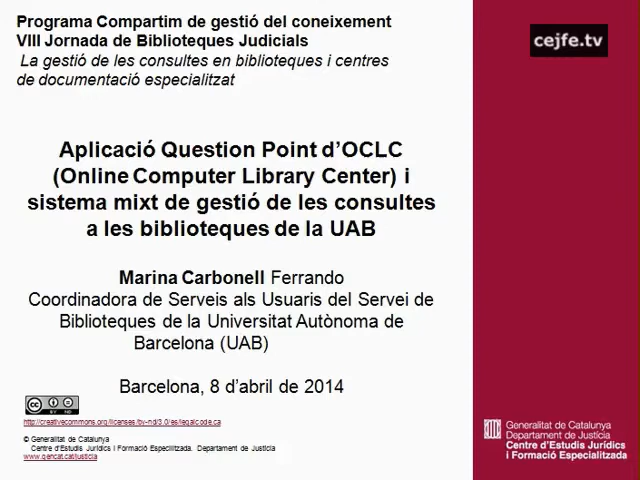 Programa Compartim de gestió del coneixement
VIII Jornada de Biblioteques Judicials
La gestió de les consultes en biblioteques i centres
de documentació especialitzat
cejfe.tv
Aplicació Question Point d'OCLC
(Online Computer Library Center) i
sistema mixt de gestió de les consultes
a les biblioteques de la UAB
Marina Carbonell Ferrando
Coordinadora de Serveis als Usuaris del Servei de
Biblioteques de la Universitat Autònoma de
Barcelona (UAB)
Barcelona, 8 d'abril de 2014
cc
BY ND
http://creativecommons.org/licenses/by-nd/3.0/es/legalcode.ca
© Generalitat de Catalunya
Centre d'Estudis Jurídics i Formació Especilitzada. Departament de Justícia
www.gencat.cat/justicia
Generalitat de Catalunya
Departament de Justícia
Centre d'Estudis Jurídics
i Formació Especialitzada